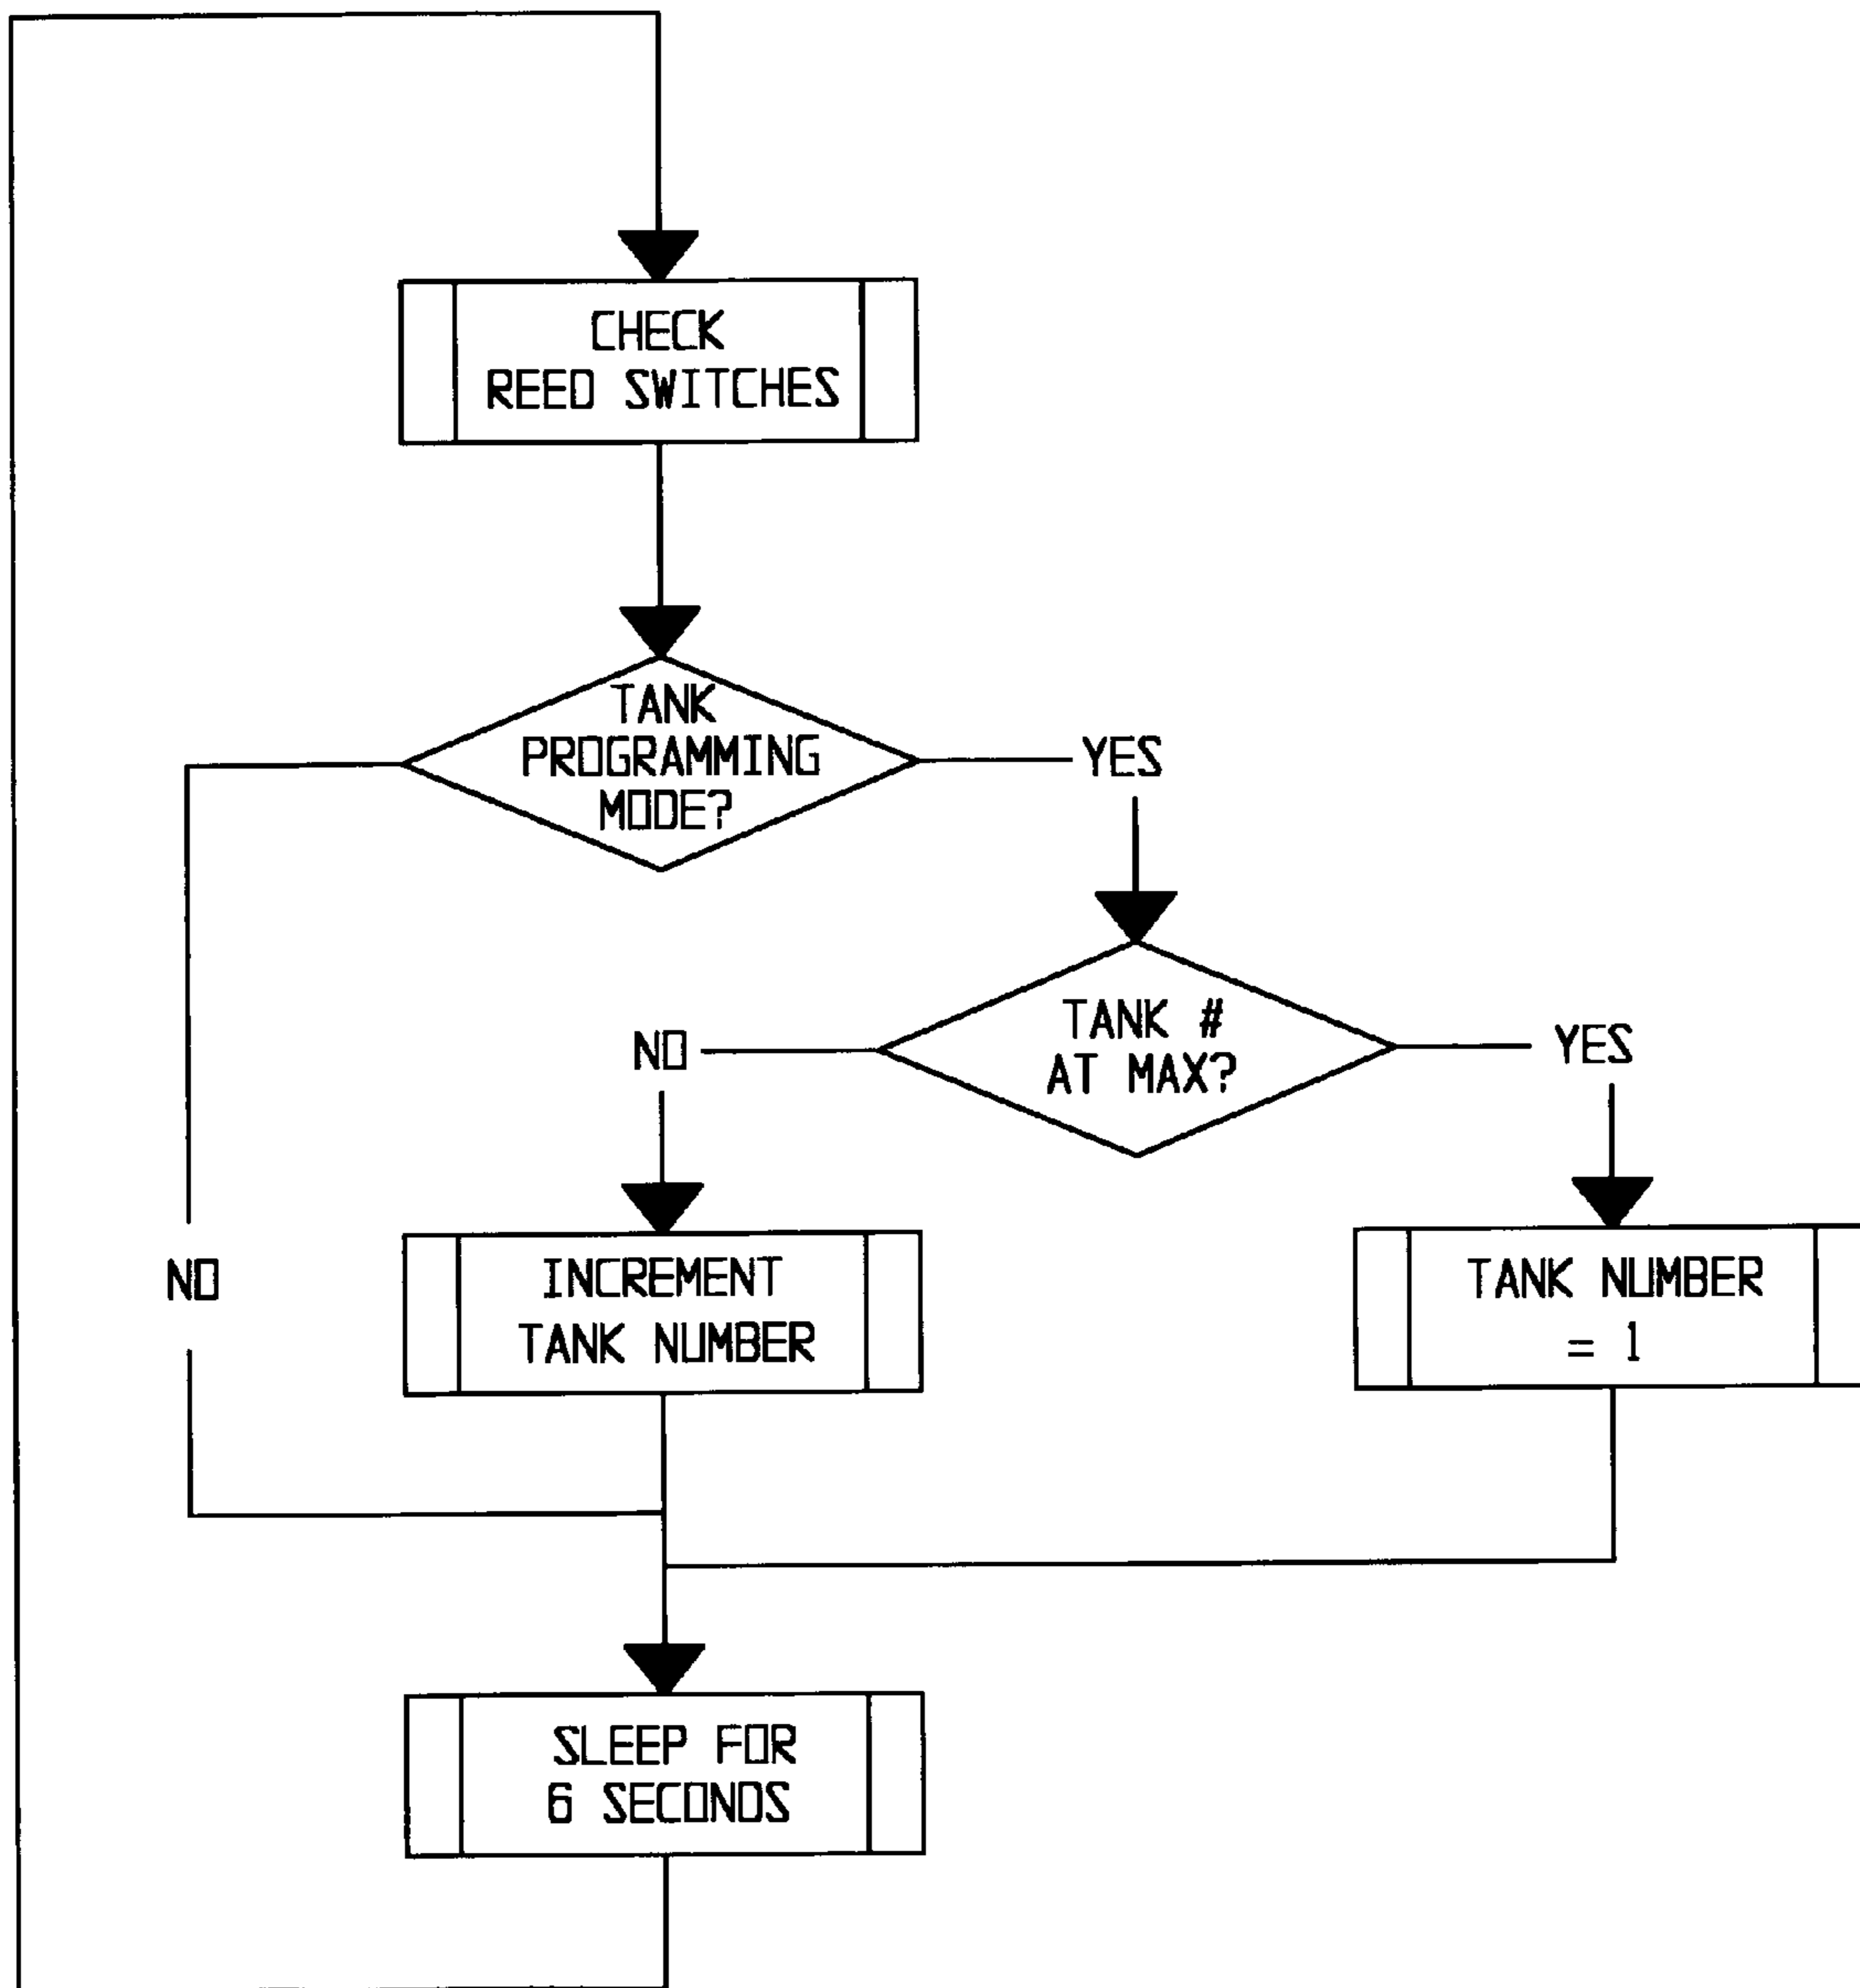 CHECK
REED SWITCHES
TANK
PROGRAMMING
MODE?
YES
TANK #
AT MAX?
NO
YES
NO
INCREMENT
TANK NUMBER
TANK NUMBER
= 1
SLEEP FOR
6 SECONDS